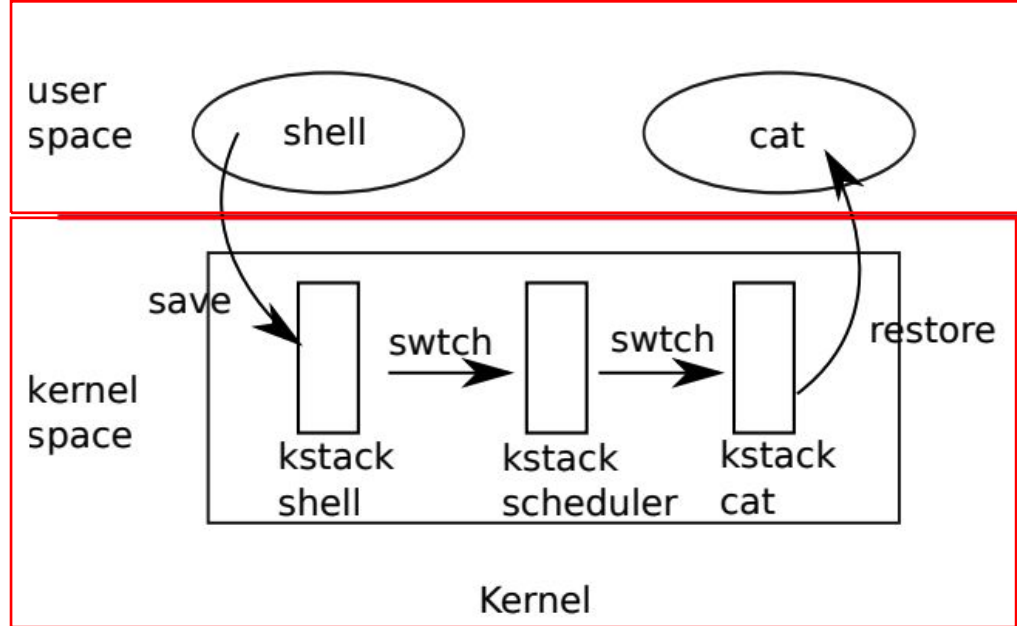 user
space
shell
cat
save
swtch
swtch
restore
kernel
space
kstack
shell
kstack
scheduler
kstack
cat
Kernel